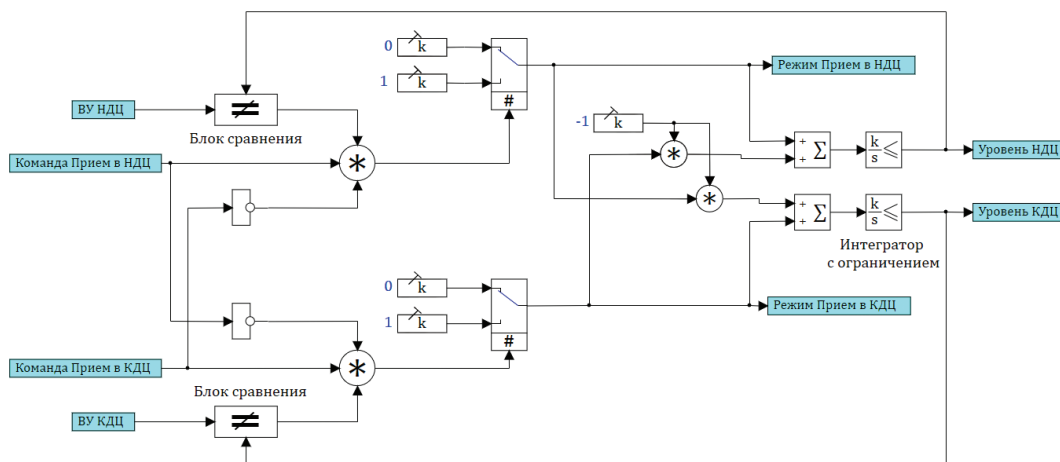 0
k
1
k
#
Режим Прием в НДЦ
ВУ НДЦ
≠
Блок сравнения
-1
k
Команда Прием в НДЦ
*
*
+
+
Σ
k
s
≤
Уровень НДЦ
*
+
+
Σ
k
s
≤
Уровень КДЦ
Интегратор
с ограничением
0
k
1
k
#
Режим Прием в КДЦ
Команда Прием в КДЦ
*
Блок сравнения
ВУ КДЦ
≠